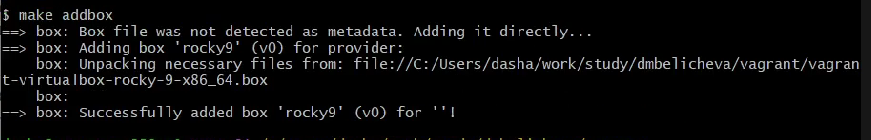 $ make addbox
==> box: Box file was not detected as metadata. Adding it directly...
==> box: Adding box 'rocky9' (v0) for provider:
    box: Unpacking necessary files from: file://C:/Users/dasha/work/study/dmbelicheva/vagrant/vagran
t-virtualbox-rocky-9-x86_64.box
    box:
==> box: Successfully added box 'rocky9' (v0) for ''!